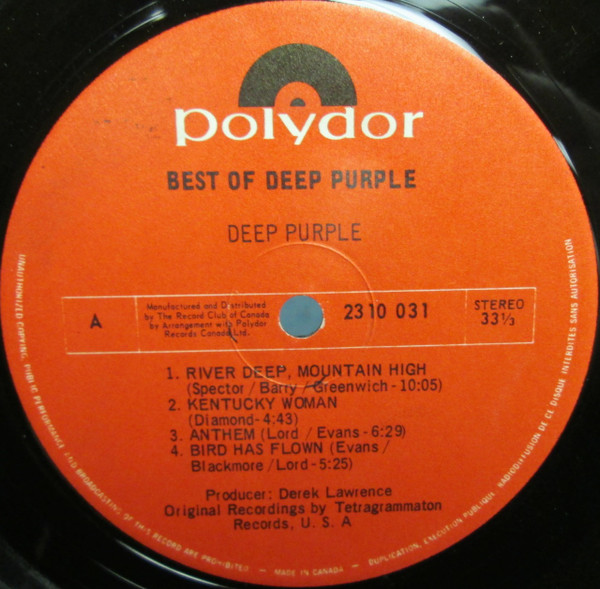 polydor
BEST OF DEEP PURPLE
DEEP PURPLE
A
Manufactured and Distributed
by The Record Club of Canada
by Arrangement with Polydor
Records Canada Ltd.
2310 031
STEREO
33⅓
1. RIVER DEEP, MOUNTAIN HIGH
(Spector / Barry / Greenwich - 10:05)
2. KENTUCKY WOMAN
(Diamond - 4:43)
3. ANTHEM (Lord / Evans - 6:29)
4. BIRD HAS FLOWN (Evans /
Blackmore / Lord - 5:25)
Producer: Derek Lawrence
Original Recordings by Tetragrammaton
Records, U. S. A
UNAUTHORIZED COPYING, PUBLIC PERFORMANCE AND BROADCASTING OF THIS RECORD ARE PROHIBITED – MADE IN CANADA – DUPLICATION, EXECUTION PUBLIQUE, RADIODIFFUSION DE CE DISQUE INTERDITES SANS AUTORISATION